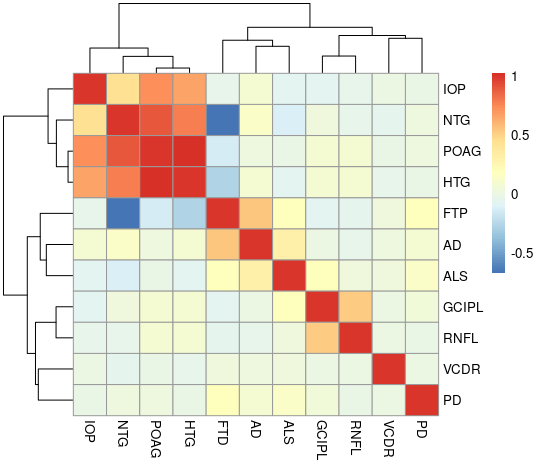 1
0.5
0
-0.5
IOP
NTG
POAG
HTG
FTP
AD
ALS
GCIPL
RNFL
VCDR
PD
IOP
NTG
POAG
HTG
FTD
AD
ALS
GCIPL
RNFL
VCDR
PD